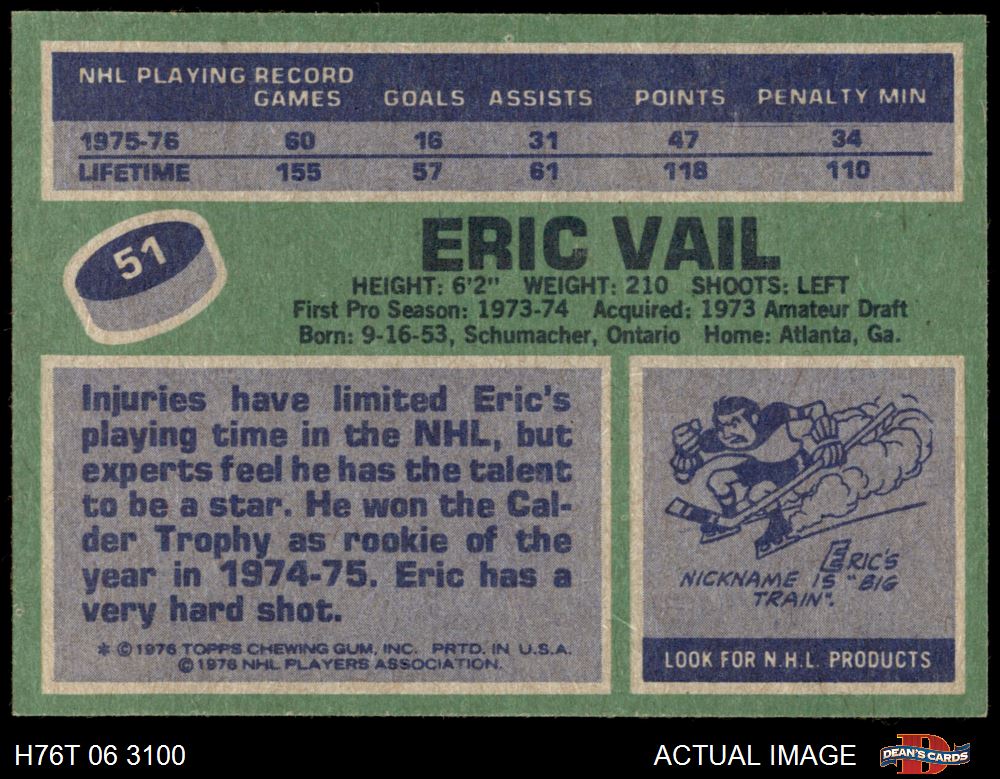 NHL PLAYING RECORD
GAMES GOALS ASSISTS POINTS PENALTY MIN
1975-76 60 16 31 47 34
LIFETIME 155 57 61 118 110
51
ERIC VAIL
HEIGHT: 6'2" WEIGHT: 210 SHOOTS: LEFT
First Pro Season: 1973-74 Acquired: 1973 Amateur Draft
Born: 9-16-53, Schumacher, Ontario Home: Atlanta, Ga.
Injuries have limited Eric's
playing time in the NHL, but
experts feel he has the talent
to be a star. He won the Cal-
der Trophy as rookie of the
year in 1974-75. Eric has a
very hard shot.
* © 1976 TOPPS CHEWING GUM, INC. PRTD. IN U.S.A.
© 1976 NHL PLAYERS ASSOCIATION.
ERIC'S
NICKNAME IS "BIG
TRAIN".
LOOK FOR N.H.L. PRODUCTS
H76T 06 3100 ACTUAL IMAGE
D
DEAN'S CARDS